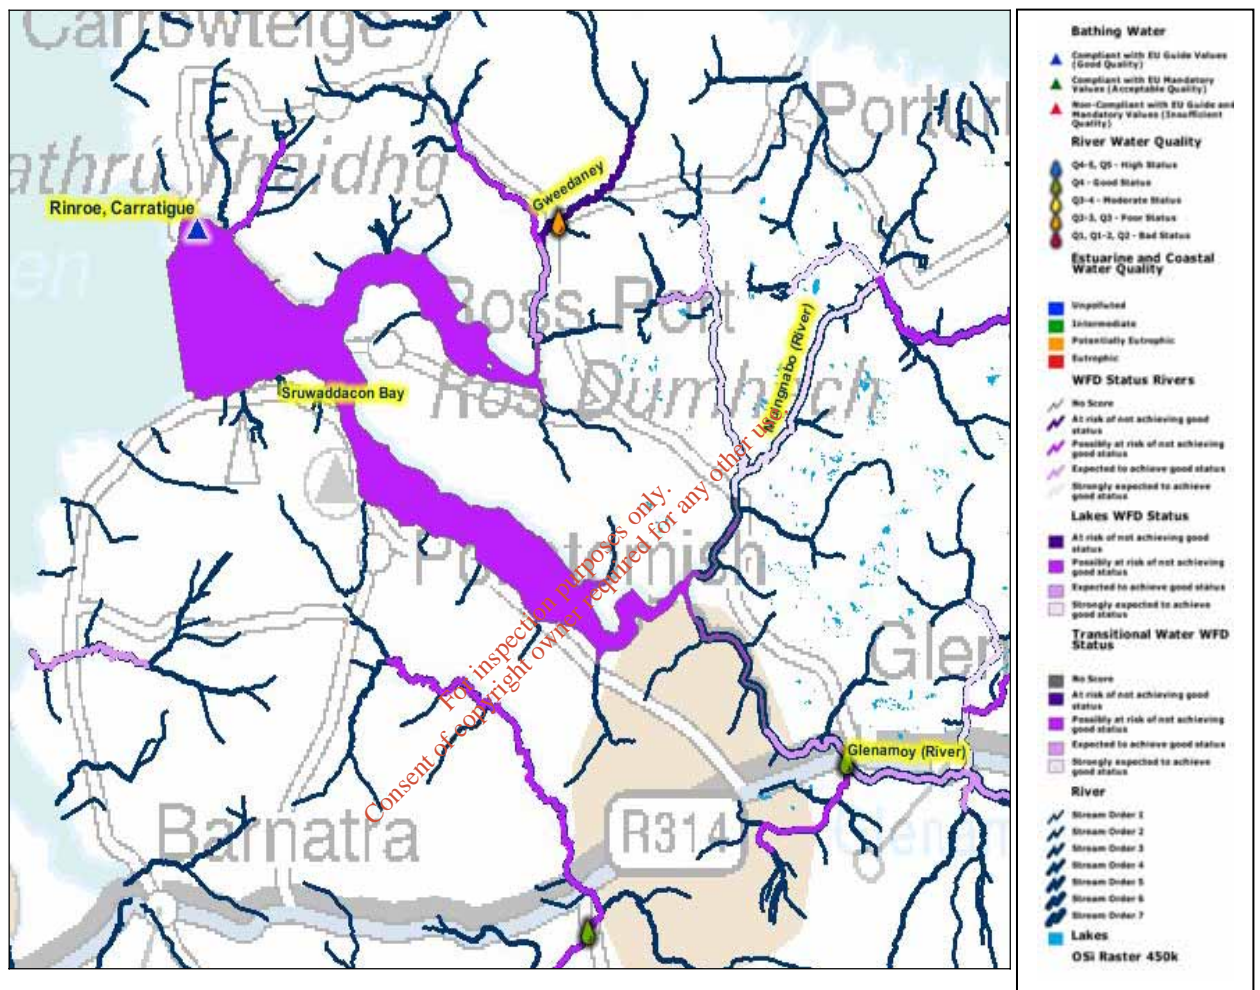 Carrowteige
Porturl
athrú Thaidhg
Gweedaney
Rinroe, Carratigue
en
Ross Port
Muingnabo (River)
Sruwaddacon Bay
Ros Dumhach
Glen
Glenamoy (River)
Barnatra
R314
Glenam
For inspection purposes only.
Consent of copyright owner required for any other use.
Bathing Water
Compliant with EU Guide Values
(Good Quality)
Compliant with EU Mandatory
Values (Acceptable Quality)
Non-Compliant with EU Guide and
Mandatory Values (Insufficient
Quality)
River Water Quality
Q4-5, Q5 - High Status
Q4 - Good Status
Q3-4 - Moderate Status
Q2-3, Q3 - Poor Status
Q1, Q1-2, Q2 - Bad Status
Estuarine and Coastal
Water Quality
Unpolluted
Intermediate
Potentially Eutrophic
Eutrophic
WFD Status Rivers
No Score
At risk of not achieving good
status
Possibly at risk of not achieving
good status
Expected to achieve good status
Strongly expected to achieve
good status
Lakes WFD Status
At risk of not achieving good
status
Possibly at risk of not achieving
good status
Expected to achieve good status
Strongly expected to achieve
good status
Transitional Water WFD
Status
No Score
At risk of not achieving good
status
Possibly at risk of not achieving
good status
Expected to achieve good status
Strongly expected to achieve
good status
River
Stream Order 1
Stream Order 2
Stream Order 3
Stream Order 4
Stream Order 5
Stream Order 6
Stream Order 7
Lakes
OSi Raster 450k